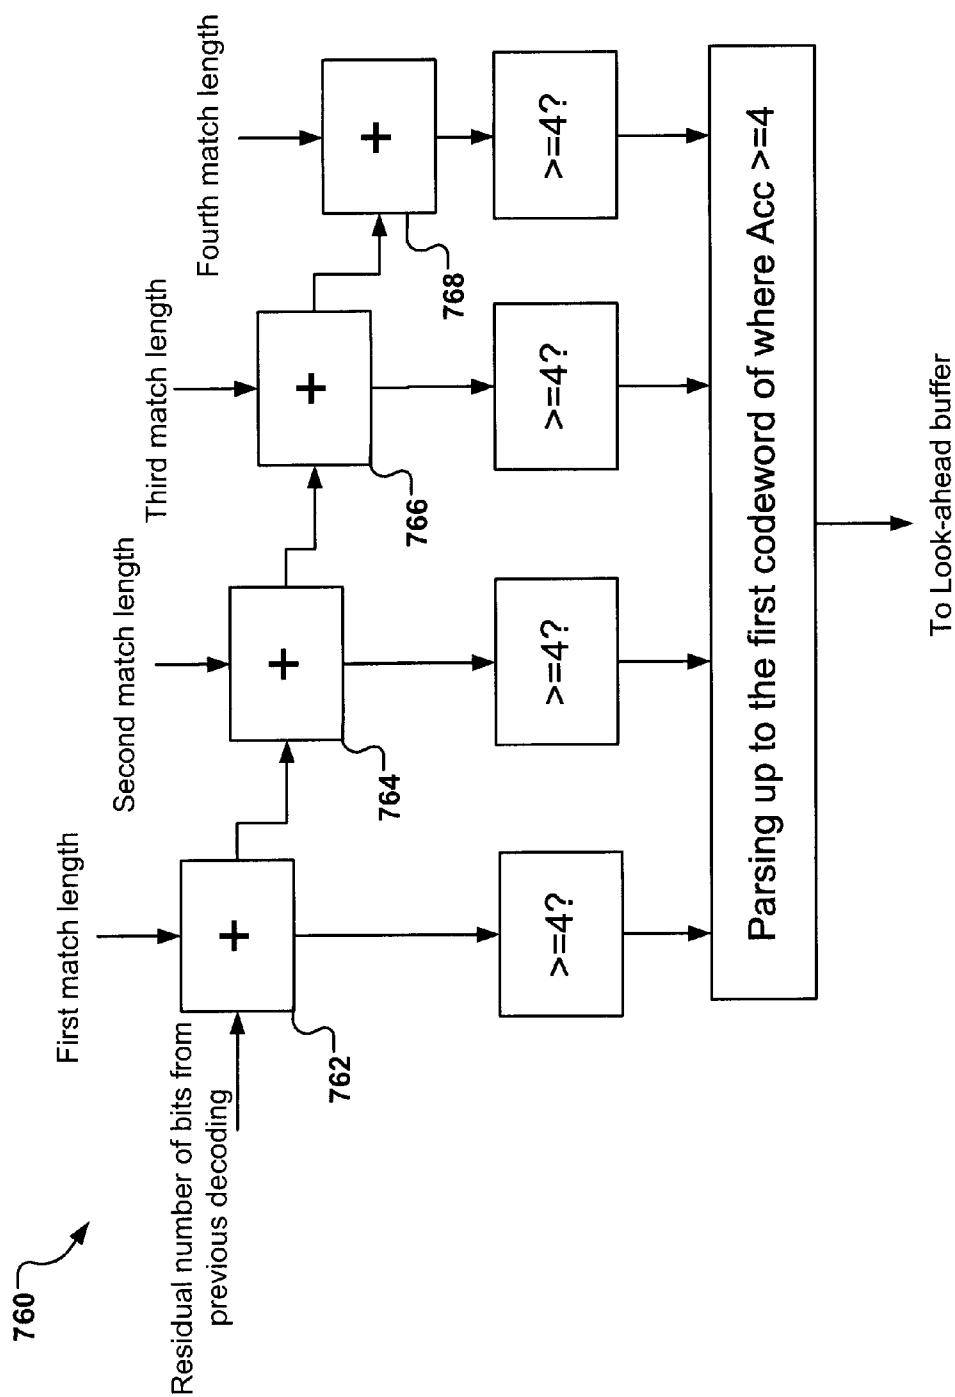 760
Residual number of bits from
previous decoding
First match length
Second match length
Third match length
Fourth match length
+
+
+
+
762
764
766
768
>=4?
>=4?
>=4?
>=4?
Parsing up to the first codeword of where Acc >=4
To Look-ahead buffer